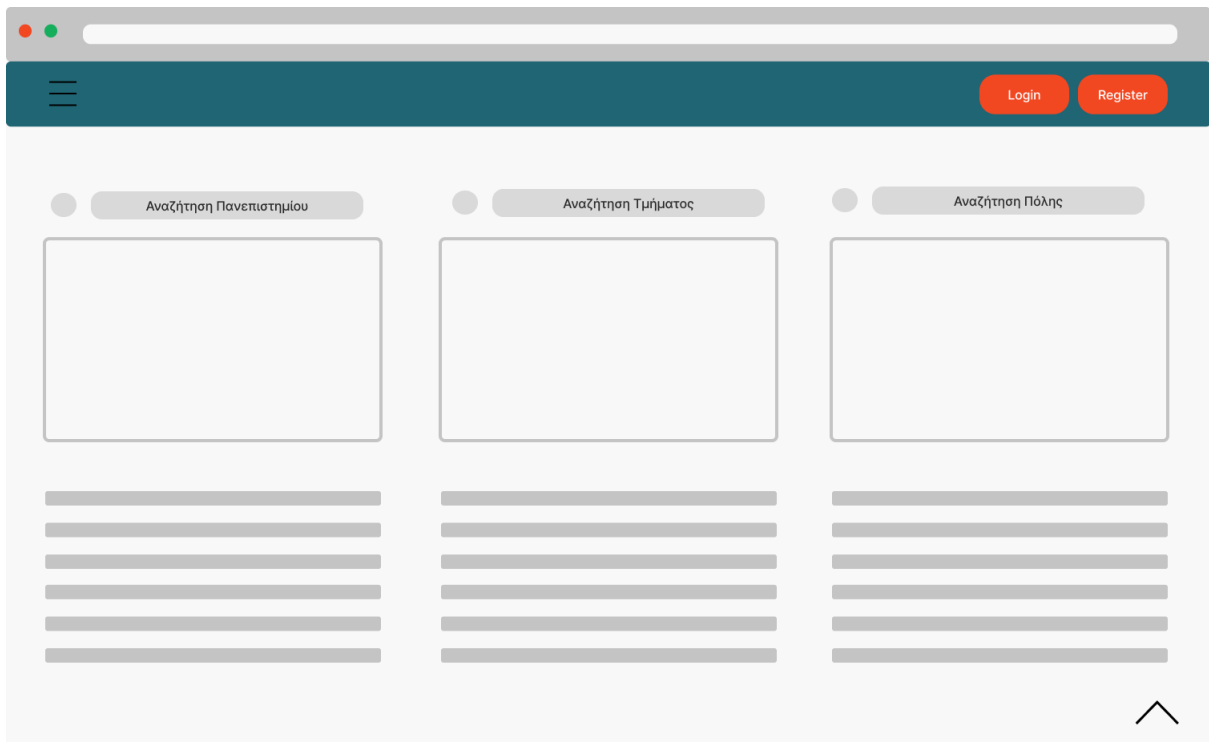 Login
Register
Αναζήτηση Πανεπιστημίου
Αναζήτηση Τμήματος
Αναζήτηση Πόλης